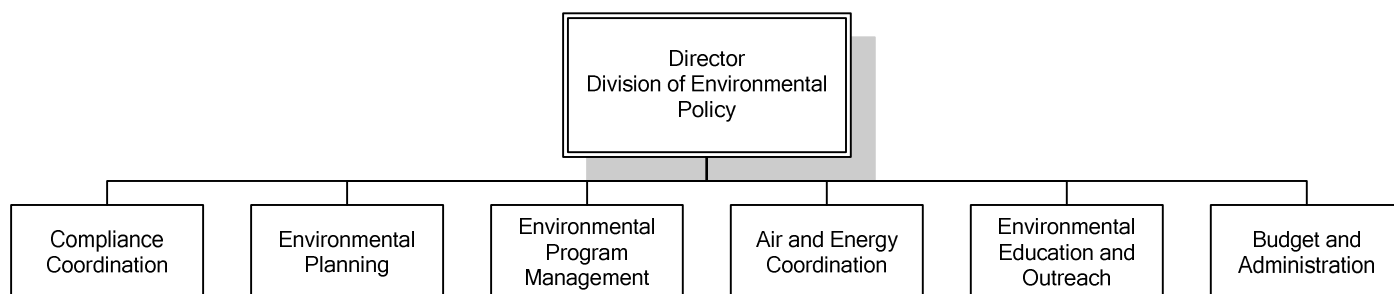 Director
Division of Environmental
Policy
Compliance
Coordination
Environmental
Planning
Environmental
Program
Management
Air and Energy
Coordination
Environmental
Education and
Outreach
Budget and
Administration